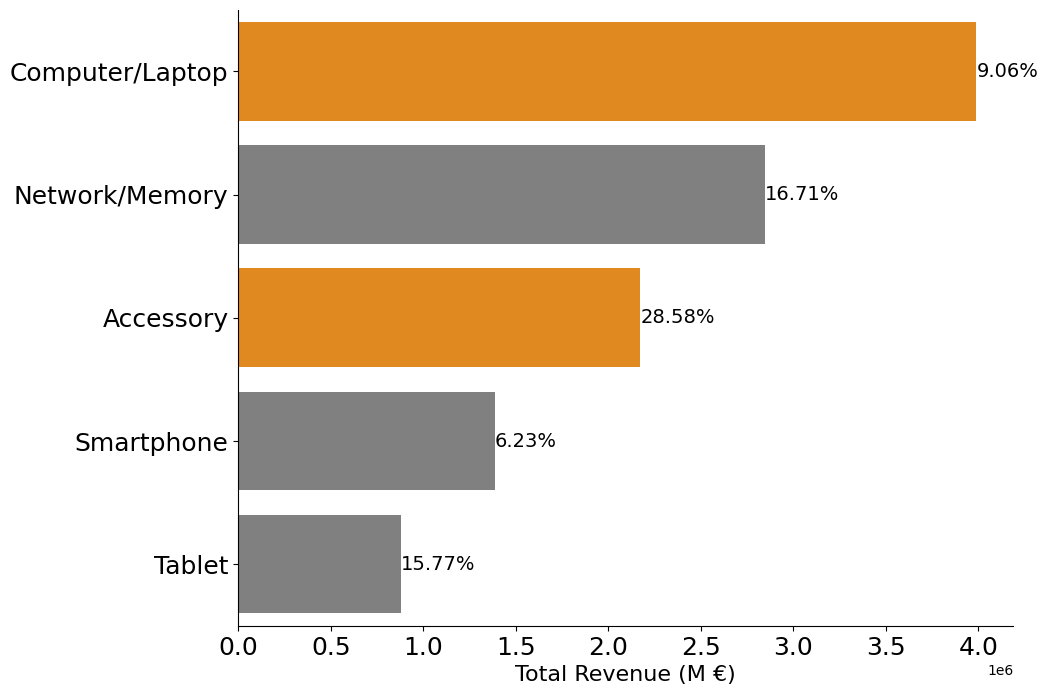 Computer/Laptop 9.06%
Network/Memory 16.71%
Accessory 28.58%
Smartphone 6.23%
Tablet 15.77%
0.0 0.5 1.0 1.5 2.0 2.5 3.0 3.5 4.0
1e6
Total Revenue (M €)